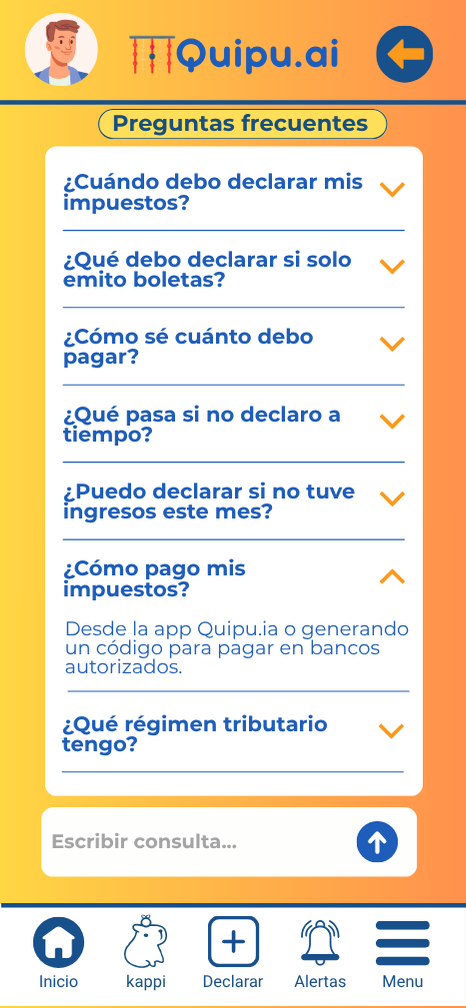 Quipu.ai
Preguntas frecuentes
¿Cuándo debo declarar mis
impuestos?
¿Qué debo declarar si solo
emito boletas?
¿Cómo sé cuánto debo
pagar?
¿Qué pasa si no declaro a
tiempo?
¿Puedo declarar si no tuve
ingresos este mes?
¿Cómo pago mis
impuestos?
Desde la app Quipu.ia o generando
un código para pagar en bancos
autorizados.
¿Qué régimen tributario
tengo?
Escribir consulta...
Inicio
kappi
Declarar
Alertas
Menu